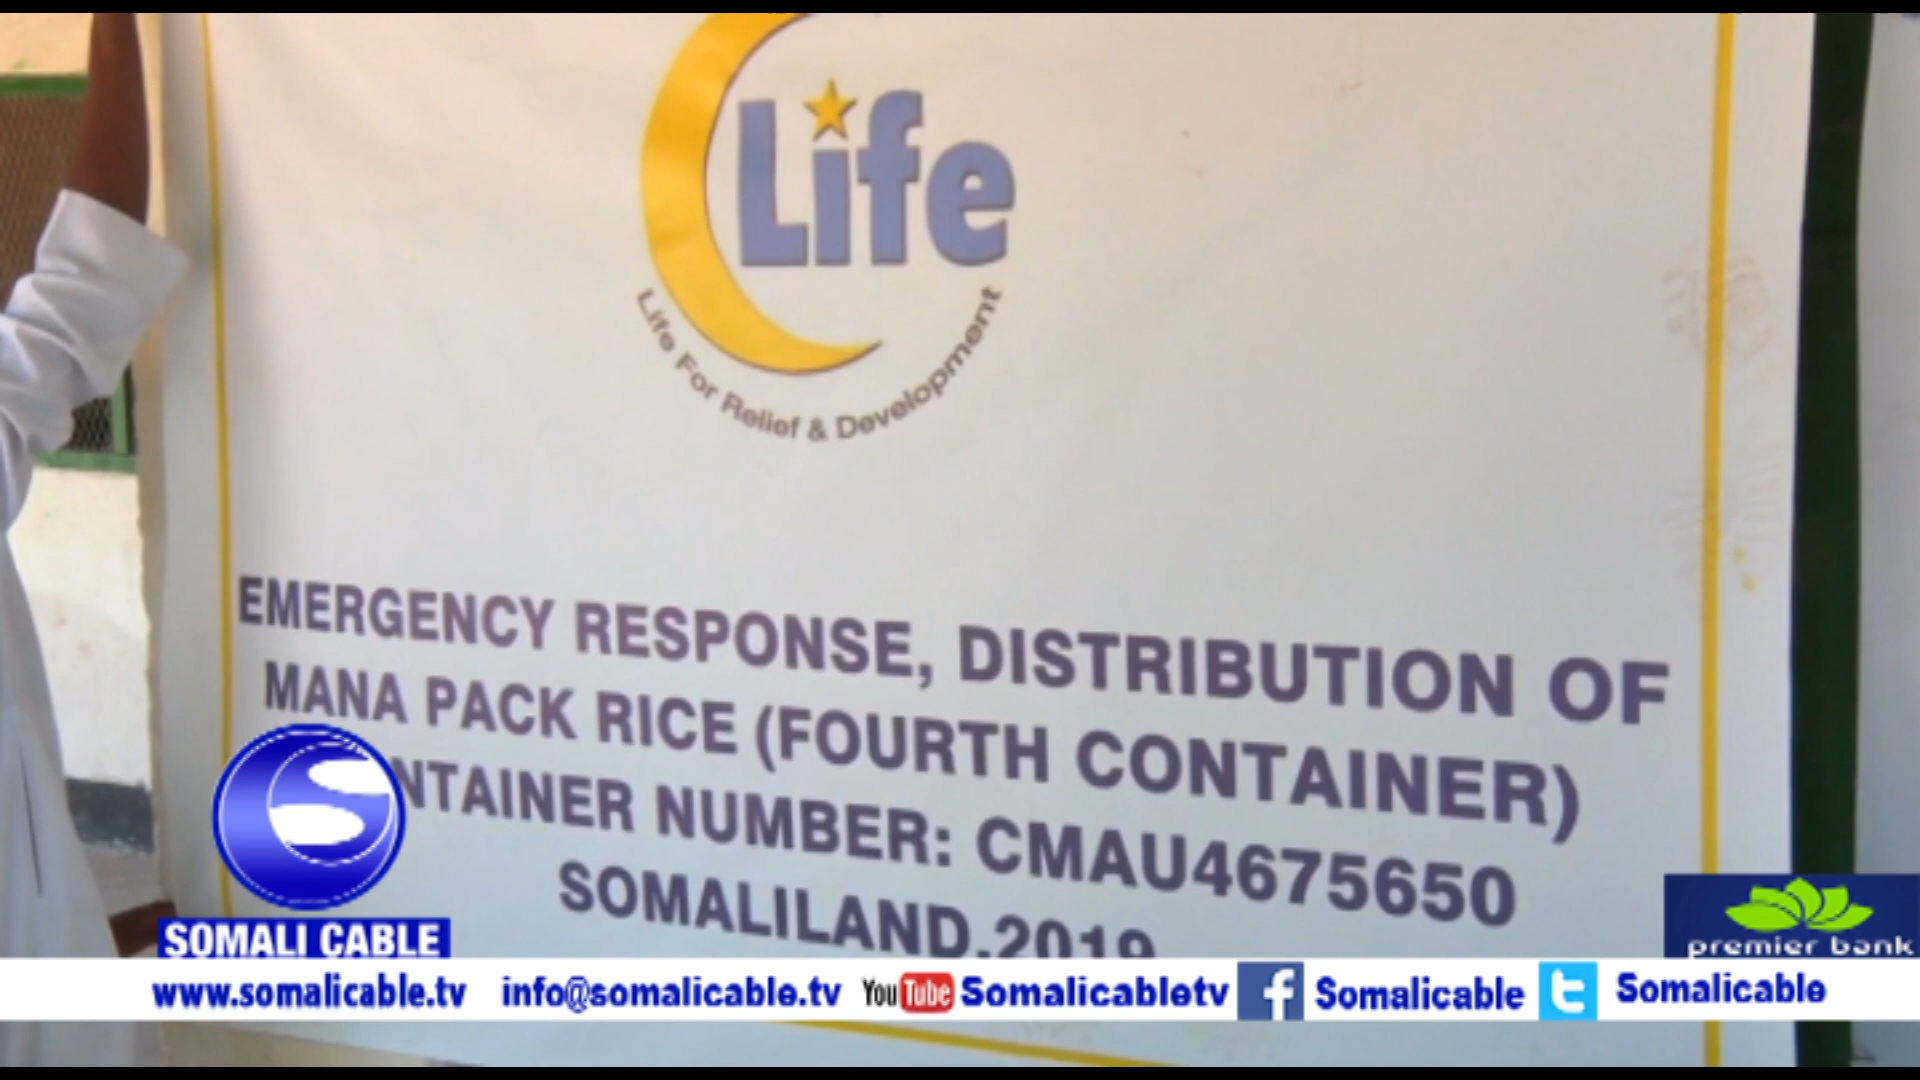 Life
Life For Relief & Development
EMERGENCY RESPONSE, DISTRIBUTION OF
MANA PACK RICE (FOURTH CONTAINER)
NTAINER NUMBER: CMAU4675650
SOMALILAND,2019
SOMALI CABLE
premier bank
www.somalicable.tv info@somalicable.tv YouTube Somalicabletv f Somalicable t Somalicable